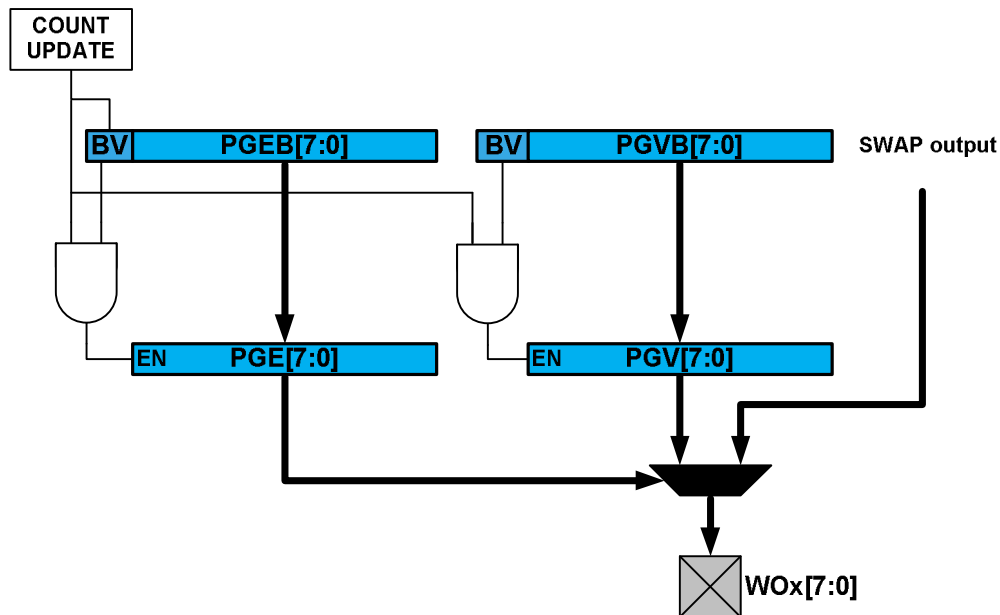 COUNT
UPDATE
BV PGEB[7:0]
BV PGVB[7:0]
SWAP output
EN PGE[7:0]
EN PGV[7:0]
WOx[7:0]